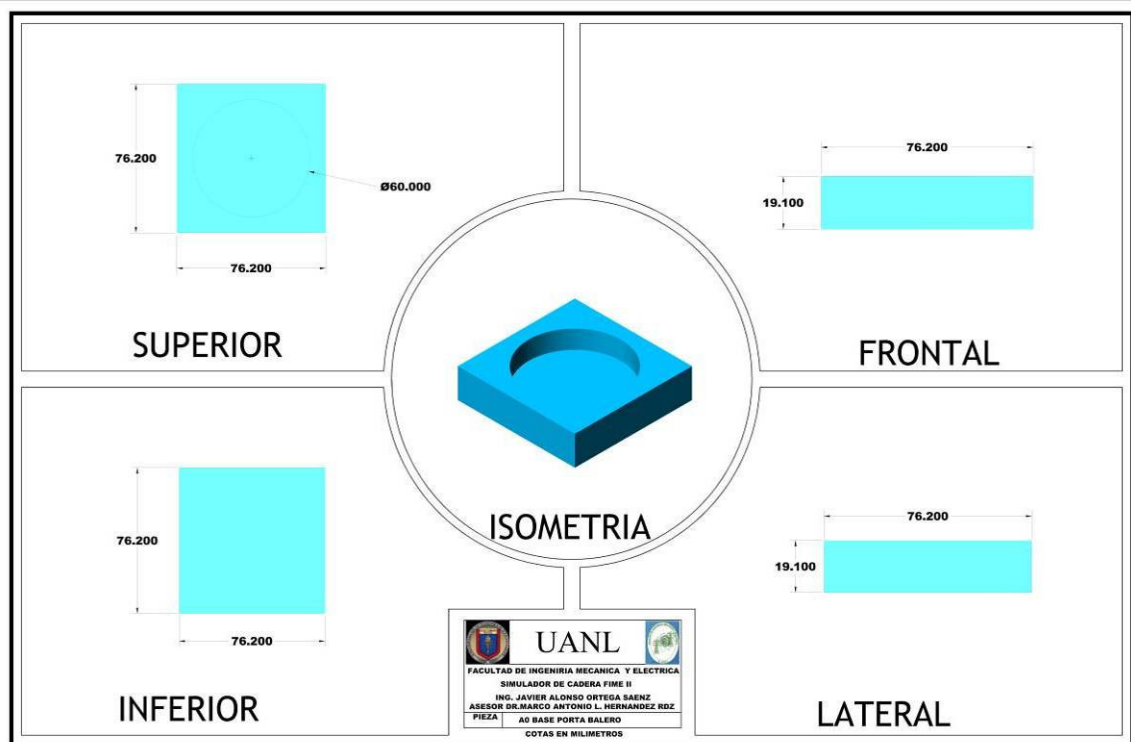 76.200
Ø60.000
76.200
SUPERIOR
76.200
19.100
FRONTAL
ISOMETRIA
76.200
76.200
INFERIOR
76.200
19.100
LATERAL
UANL
FACULTAD DE INGENIRIA MECANICA Y ELECTRICA
SIMULADOR DE CADERA FIME II
ING. JAVIER ALONSO ORTEGA SAENZ
ASESOR DR.MARCO ANTONIO L. HERNANDEZ RDZ
PIEZA A0 BASE PORTA BALERO
COTAS EN MILIMETROS